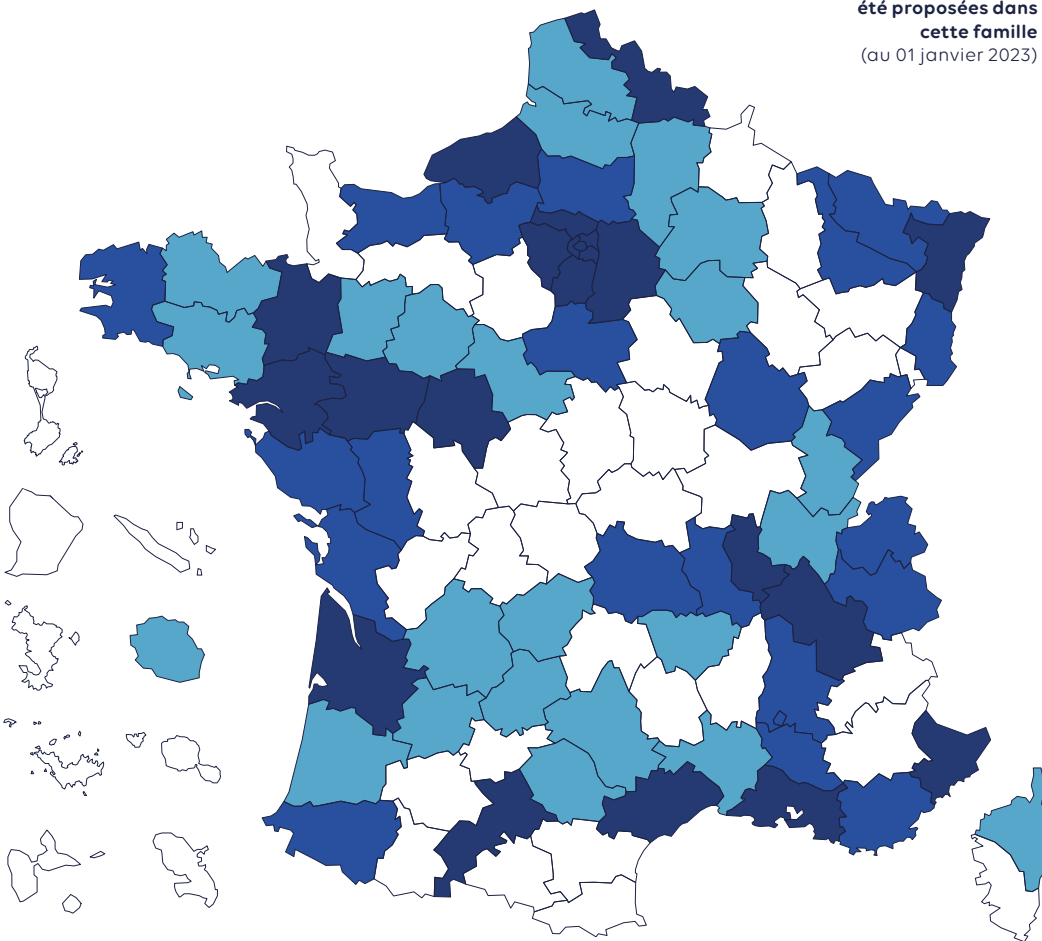 été proposées dans
cette famille
(au 01 janvier 2023)